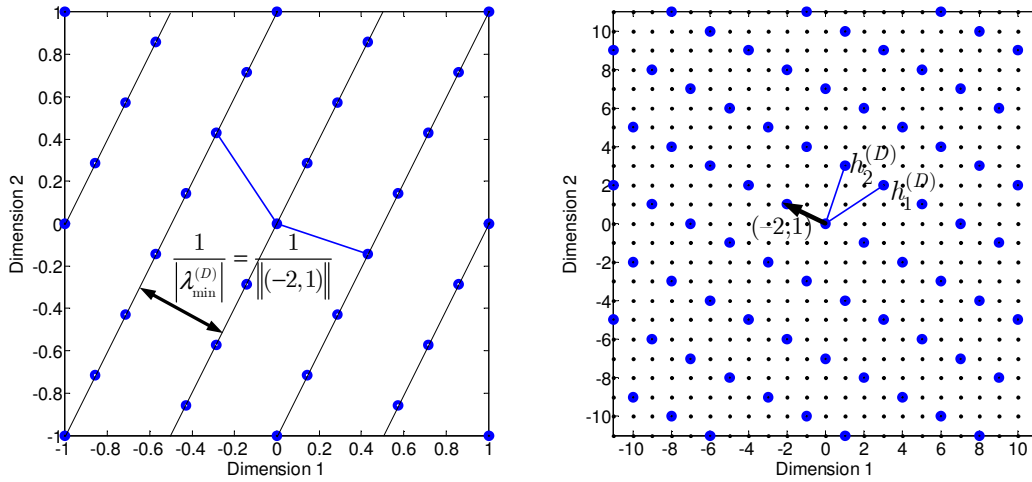 1
0.8
0.6
0.4
0.2
0
-0.2
-0.4
-0.6
-0.8
-1
-1 -0.8 -0.6 -0.4 -0.2 0 0.2 0.4 0.6 0.8 1
Dimension 1
Dimension 2
1/|λ_min^(D)| = 1/‖(−2,1)‖
10
8
6
4
2
0
-2
-4
-6
-8
-10
-10 -8 -6 -4 -2 0 2 4 6 8 10
Dimension 1
Dimension 2
h_2^(D)
h_1^(D)
(−2,1)